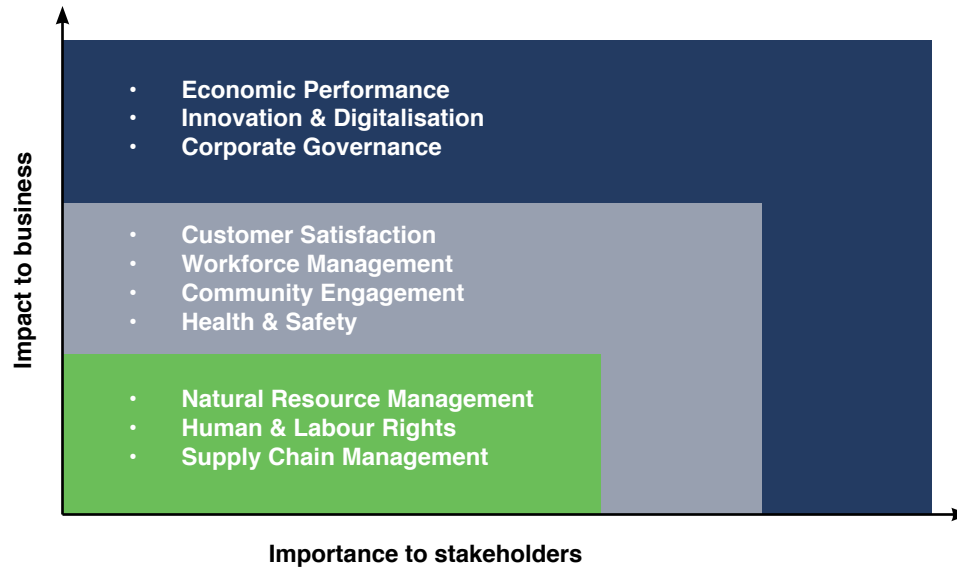 Impact to business
• Economic Performance
• Innovation & Digitalisation
• Corporate Governance
• Customer Satisfaction
• Workforce Management
• Community Engagement
• Health & Safety
• Natural Resource Management
• Human & Labour Rights
• Supply Chain Management
Importance to stakeholders